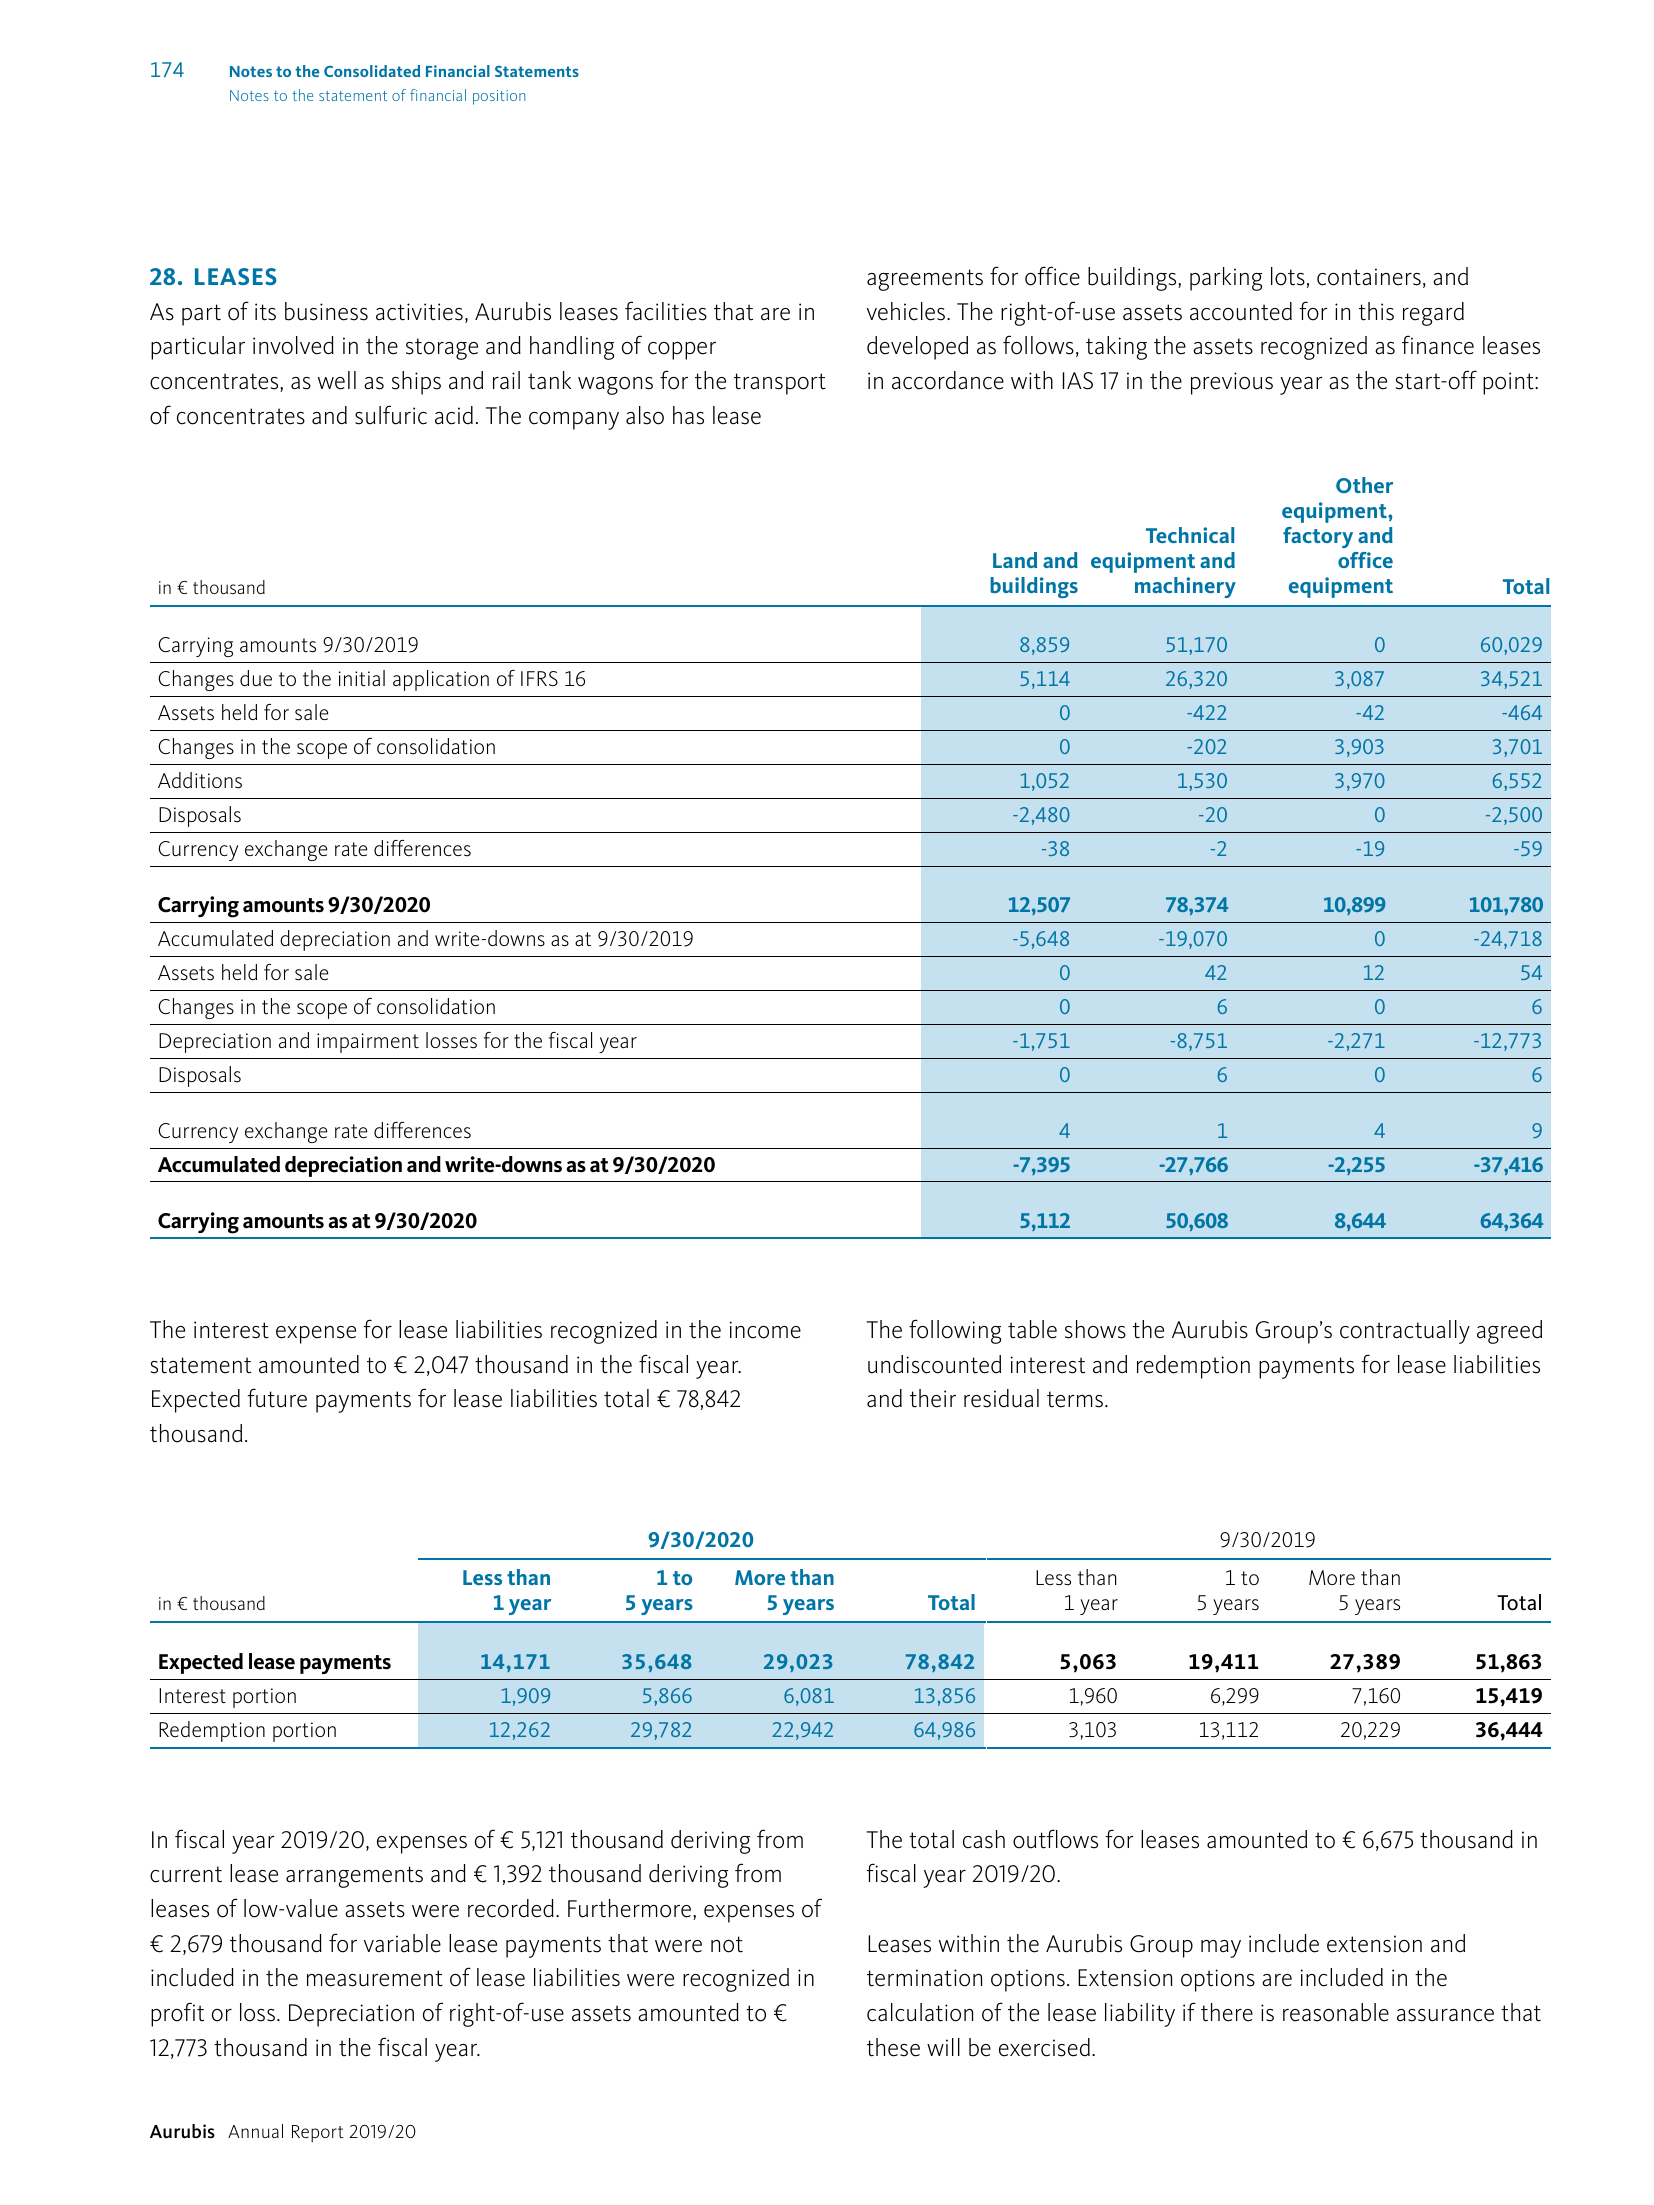 174 Notes to the Consolidated Financial Statements
Notes to the statement of financial position
28. LEASES
As part of its business activities, Aurubis leases facilities that are in
particular involved in the storage and handling of copper
concentrates, as well as ships and rail tank wagons for the transport
of concentrates and sulfuric acid. The company also has lease
agreements for office buildings, parking lots, containers, and
vehicles. The right-of-use assets accounted for in this regard
developed as follows, taking the assets recognized as finance leases
in accordance with IAS 17 in the previous year as the start-off point:
in € thousand Land and buildings Technical equipment and machinery Other equipment, factory and office equipment Total
Carrying amounts 9/30/2019 8,859 51,170 0 60,029
Changes due to the initial application of IFRS 16 5,114 26,320 3,087 34,521
Assets held for sale 0 -422 -42 -464
Changes in the scope of consolidation 0 -202 3,903 3,701
Additions 1,052 1,530 3,970 6,552
Disposals -2,480 -20 0 -2,500
Currency exchange rate differences -38 -2 -19 -59
Carrying amounts 9/30/2020 12,507 78,374 10,899 101,780
Accumulated depreciation and write-downs as at 9/30/2019 -5,648 -19,070 0 -24,718
Assets held for sale 0 42 12 54
Changes in the scope of consolidation 0 6 0 6
Depreciation and impairment losses for the fiscal year -1,751 -8,751 -2,271 -12,773
Disposals 0 6 0 6
Currency exchange rate differences 4 1 4 9
Accumulated depreciation and write-downs as at 9/30/2020 -7,395 -27,766 -2,255 -37,416
Carrying amounts as at 9/30/2020 5,112 50,608 8,644 64,364
The interest expense for lease liabilities recognized in the income
statement amounted to € 2,047 thousand in the fiscal year.
Expected future payments for lease liabilities total € 78,842
thousand.
The following table shows the Aurubis Group's contractually agreed
undiscounted interest and redemption payments for lease liabilities
and their residual terms.
9/30/2020 9/30/2019
Less than 1 to More than Less than 1 to More than
in € thousand 1 year 5 years 5 years Total 1 year 5 years 5 years Total
Expected lease payments 14,171 35,648 29,023 78,842 5,063 19,411 27,389 51,863
Interest portion 1,909 5,866 6,081 13,856 1,960 6,299 7,160 15,419
Redemption portion 12,262 29,782 22,942 64,986 3,103 13,112 20,229 36,444
In fiscal year 2019/20, expenses of € 5,121 thousand deriving from
current lease arrangements and € 1,392 thousand deriving from
leases of low-value assets were recorded. Furthermore, expenses of
€ 2,679 thousand for variable lease payments that were not
included in the measurement of lease liabilities were recognized in
profit or loss. Depreciation of right-of-use assets amounted to €
12,773 thousand in the fiscal year.
The total cash outflows for leases amounted to € 6,675 thousand in
fiscal year 2019/20.
Leases within the Aurubis Group may include extension and
termination options. Extension options are included in the
calculation of the lease liability if there is reasonable assurance that
these will be exercised.
Aurubis Annual Report 2019/20